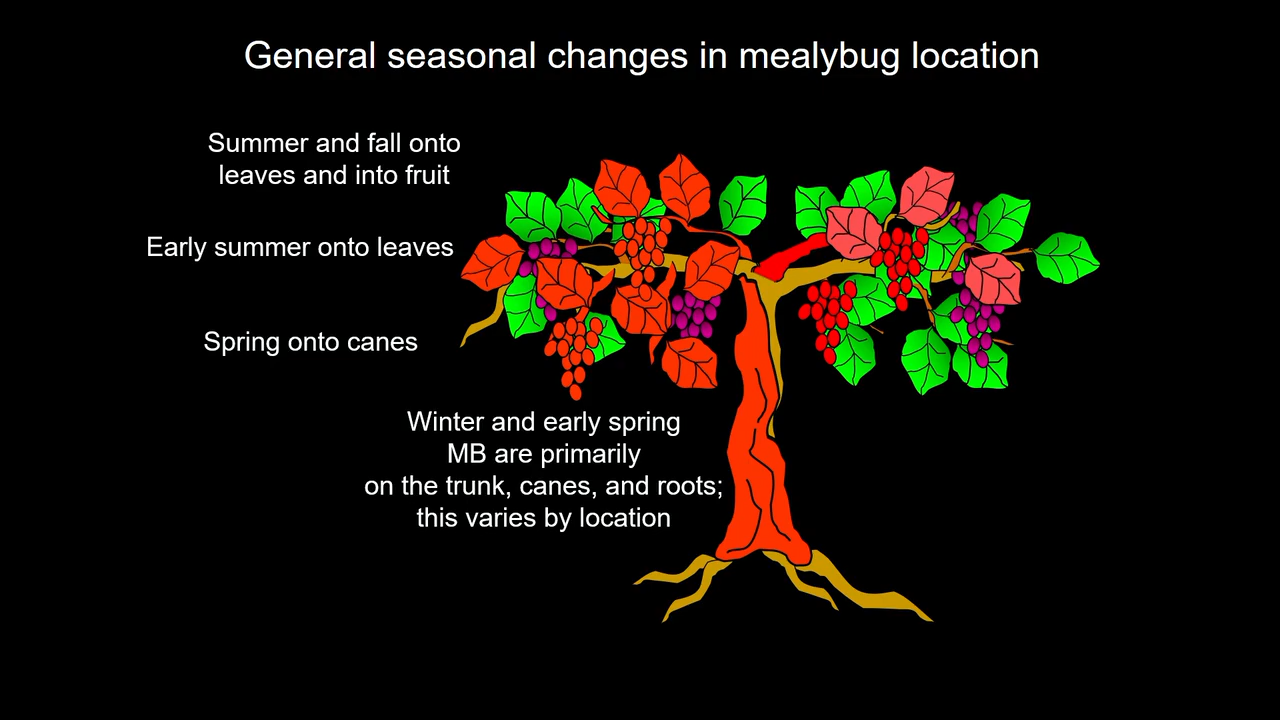 General seasonal changes in mealybug location
Summer and fall onto
leaves and into fruit
Early summer onto leaves
Spring onto canes
Winter and early spring
MB are primarily
on the trunk, canes, and roots;
this varies by location